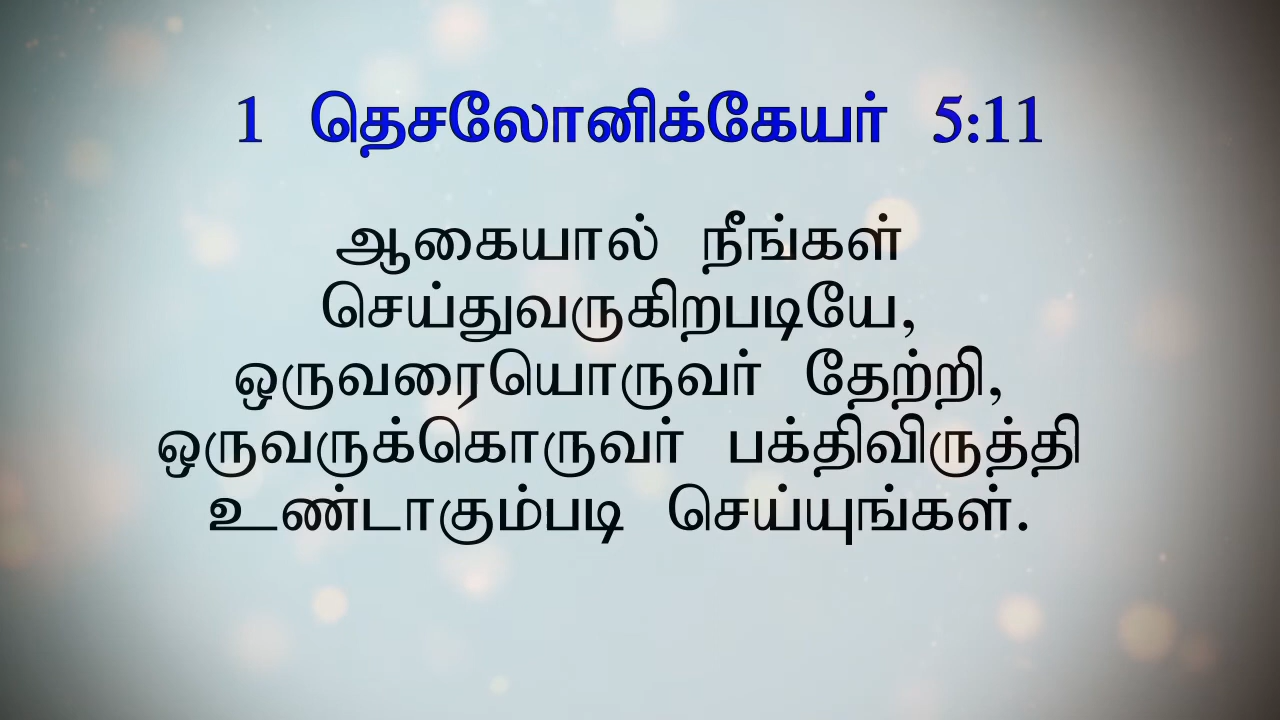 1 தெசலோனிக்கேயர் 5:11
ஆகையால் நீங்கள்
செய்துவருகிறபடியே,
ஒருவரையொருவர் தேற்றி,
ஒருவருக்கொருவர் பக்திவிருத்தி
உண்டாகும்படி செய்யுங்கள்.